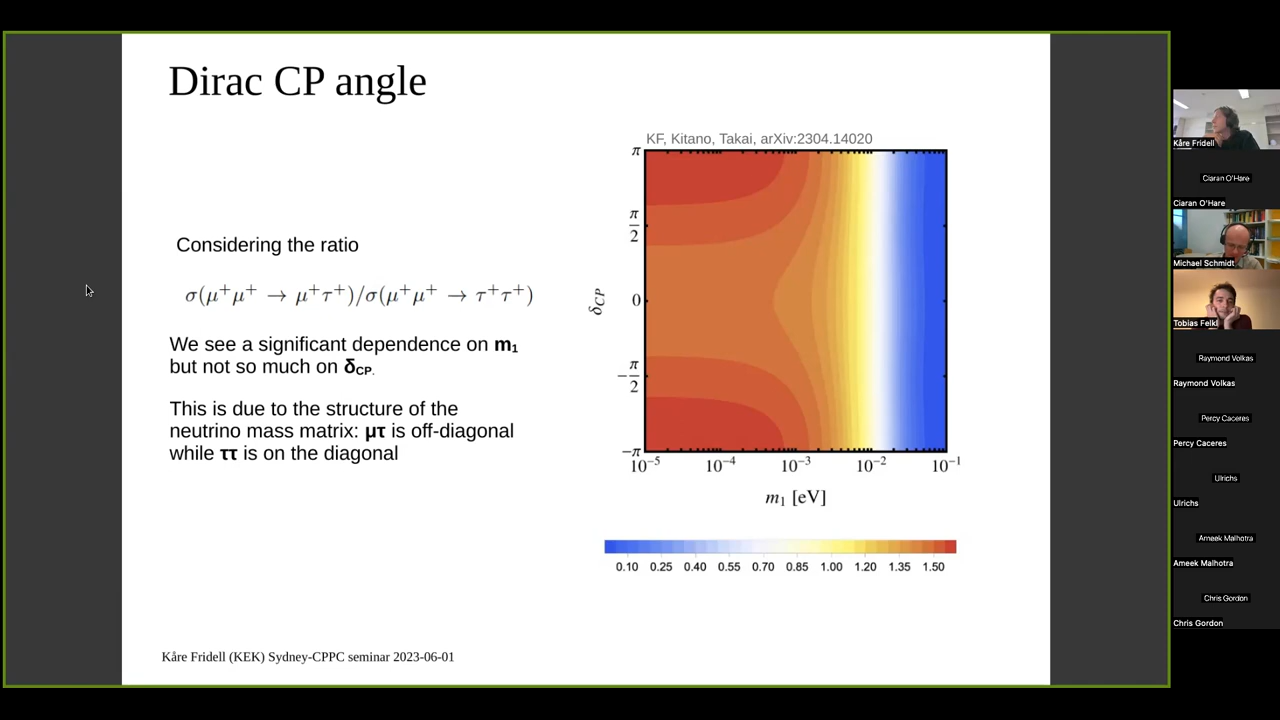 Dirac CP angle
KF, Kitano, Takai, arXiv:2304.14020
Considering the ratio
σ(μ⁺μ⁺ → μ⁺τ⁺)/σ(μ⁺μ⁺ → τ⁺τ⁺)
We see a significant dependence on m₁
but not so much on δCP.
This is due to the structure of the
neutrino mass matrix: μτ is off-diagonal
while ττ is on the diagonal
π
π/2
0
−π/2
−π
δCP
10⁻⁵ 10⁻⁴ 10⁻³ 10⁻² 10⁻¹
m₁ [eV]
0.10 0.25 0.40 0.55 0.70 0.85 1.00 1.20 1.35 1.50
Kåre Fridell (KEK) Sydney-CPPC seminar 2023-06-01
Kåre Fridell
Ciaran O'Hare
Ciaran O'Hare
Michael Schmidt
Tobias Felkl
Raymond Volkas
Raymond Volkas
Percy Caceres
Percy Caceres
Ulrichs
Ulrichs
Ameek Malhotra
Ameek Malhotra
Chris Gordon
Chris Gordon